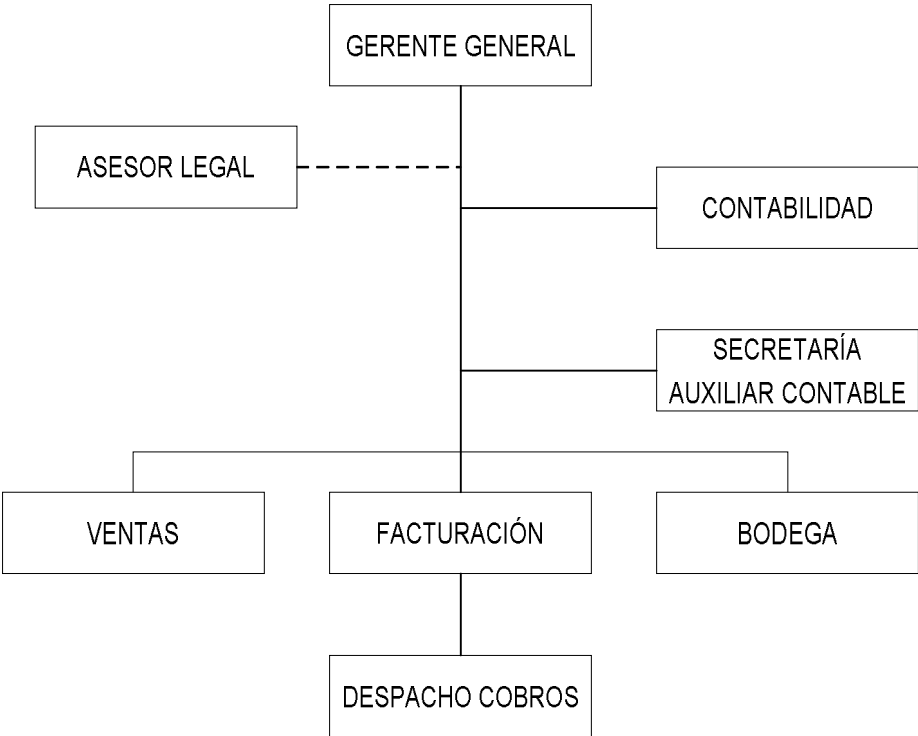 GERENTE GENERAL
ASESOR LEGAL
CONTABILIDAD
SECRETARÍA
AUXILIAR CONTABLE
VENTAS
FACTURACIÓN
BODEGA
DESPACHO COBROS